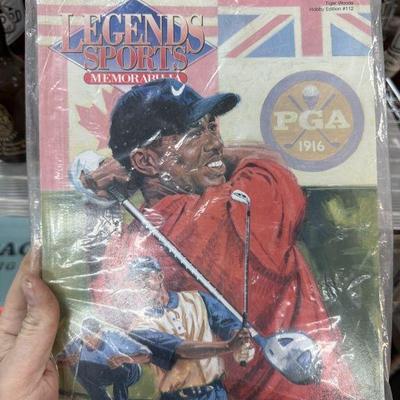 Tiger Woods
Hobby Edition #112
LEGENDS
SPORTS
MEMORABILIA
PGA
1916